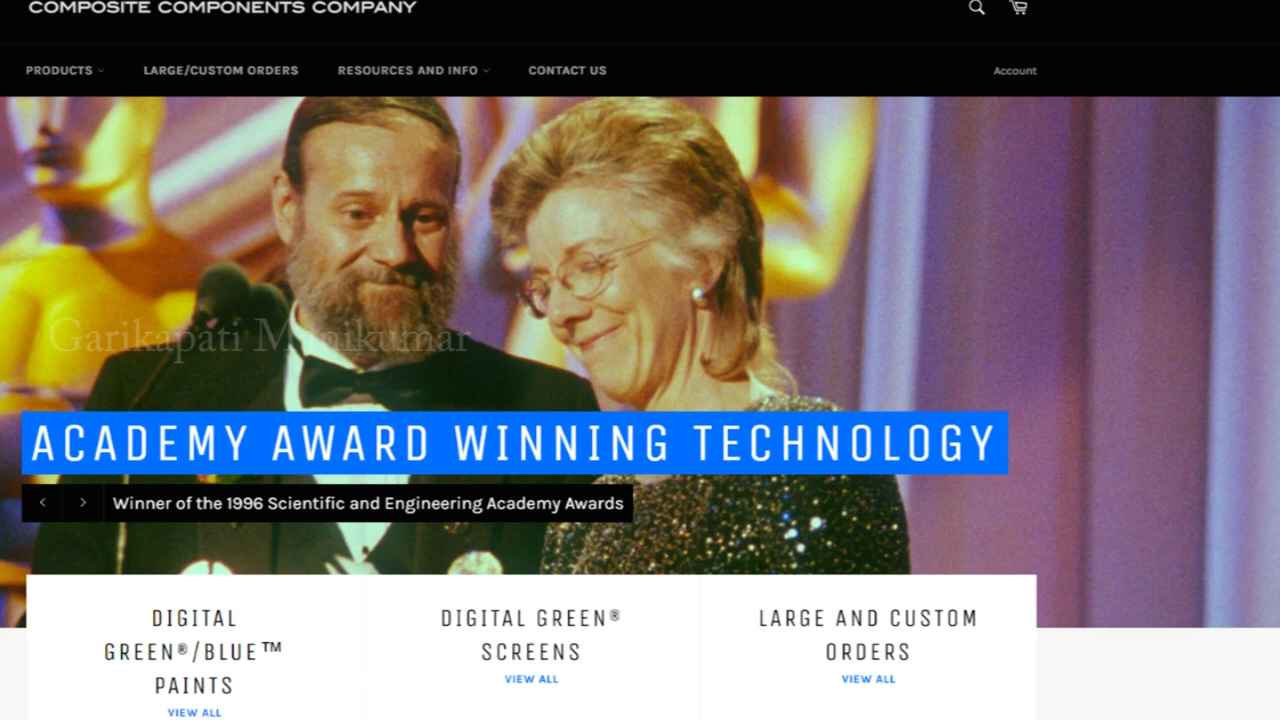 COMPOSITE COMPONENTS COMPANY
PRODUCTS LARGE/CUSTOM ORDERS RESOURCES AND INFO CONTACT US Account
Garikapati Manikumar
ACADEMY AWARD WINNING TECHNOLOGY
Winner of the 1996 Scientific and Engineering Academy Awards
DIGITAL
GREEN®/BLUE™
PAINTS
VIEW ALL
DIGITAL GREEN®
SCREENS
VIEW ALL
LARGE AND CUSTOM
ORDERS
VIEW ALL